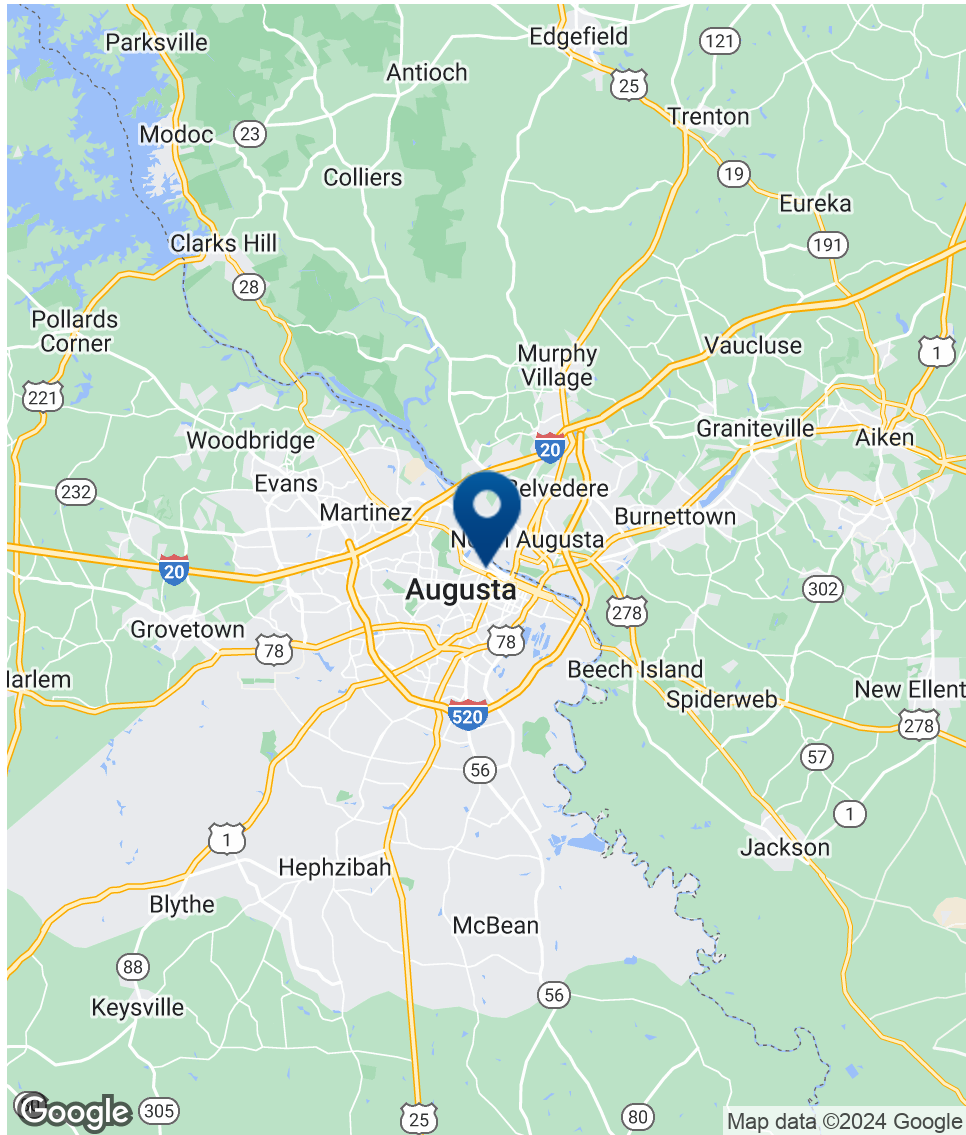 Parksville
Edgefield
121
Antioch
25
Trenton
Modoc
23
Colliers
19
Eureka
Clarks Hill
191
28
Pollards
Corner
Murphy
Village
Vaucluse
1
221
Graniteville
Aiken
Woodbridge
20
Evans
232
Belvedere
Martinez
Burnettown
North Augusta
20
Augusta
302
278
Grovetown
78
78
Beech Island
Harlem
New Ellent
Spiderweb
520
278
56
57
1
1
Jackson
Hephzibah
Blythe
McBean
88
56
Keysville
Google
305
25
80
Map data ©2024 Google